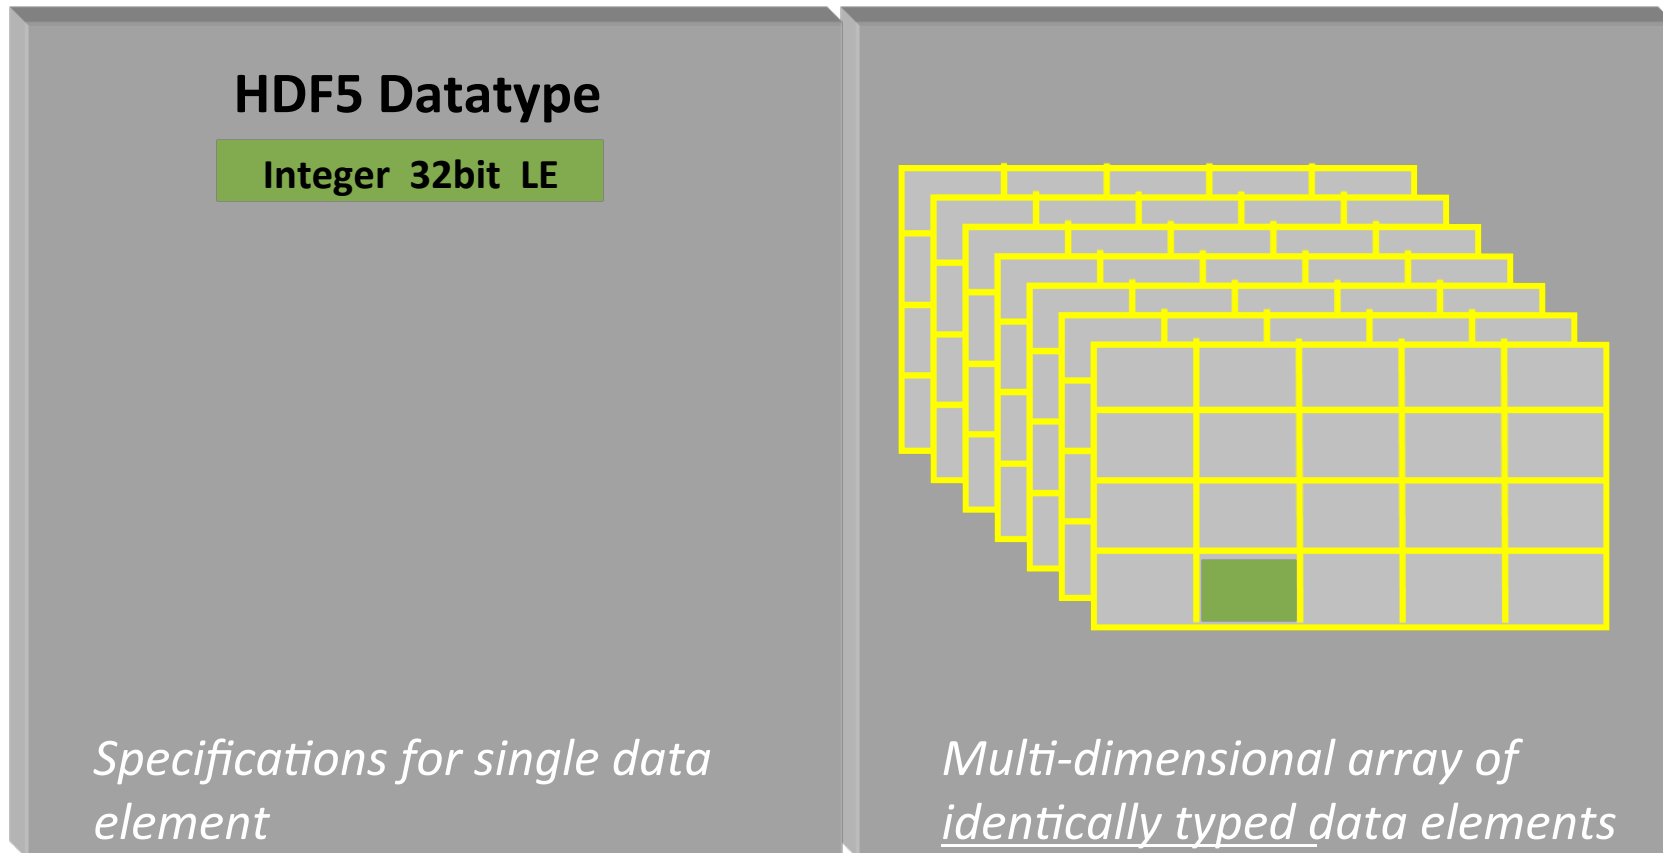 HDF5 Datatype
Integer 32bit LE
Specifications for single data
element
Multi-dimensional array of
identically typed data elements